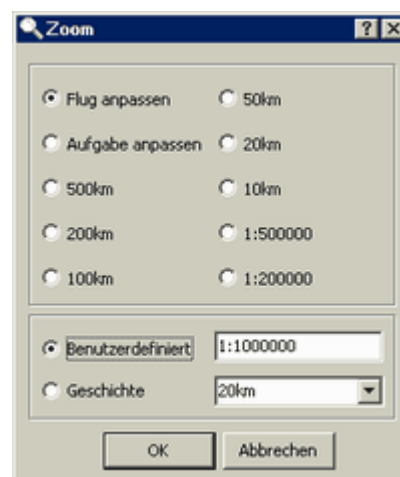 Zoom
Flug anpassen 50km
Aufgabe anpassen 20km
500km 10km
200km 1:500000
100km 1:200000
Benutzerdefiniert 1:1000000
Geschichte 20km
OK Abbrechen